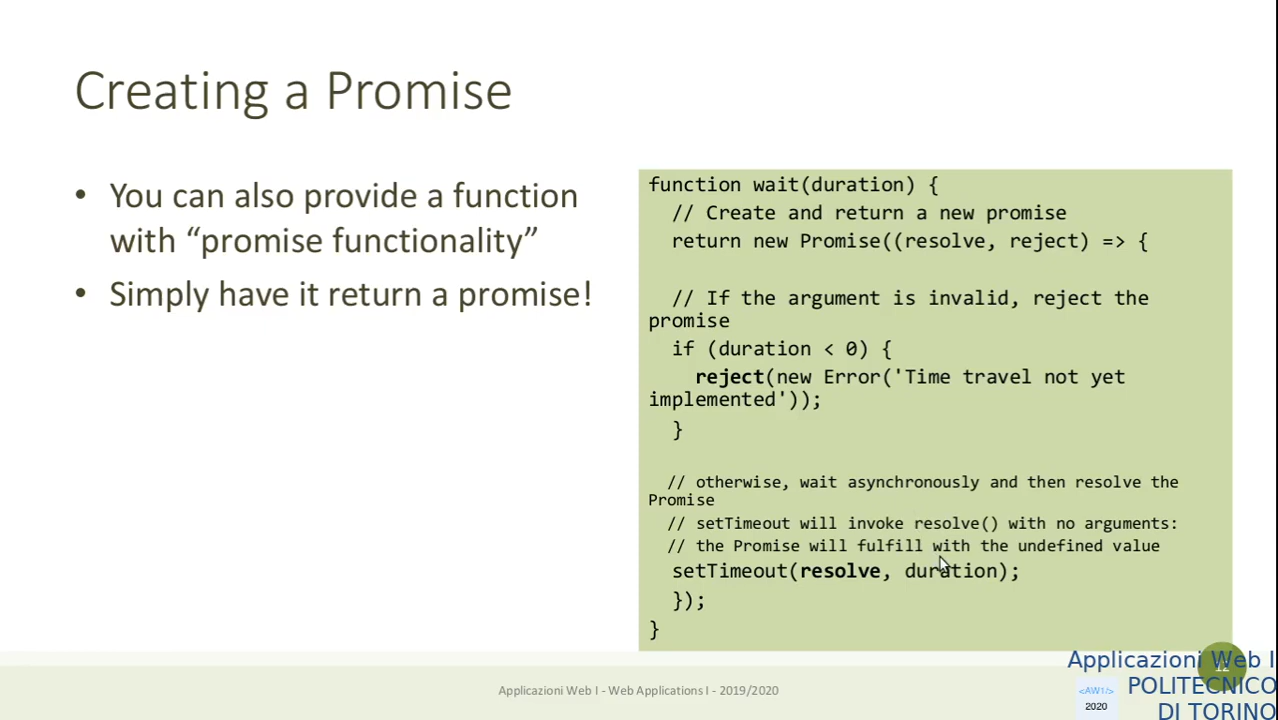 Creating a Promise
• You can also provide a function
with “promise functionality”
• Simply have it return a promise!
function wait(duration) {
// Create and return a new promise
return new Promise((resolve, reject) => {
// If the argument is invalid, reject the
promise
if (duration < 0) {
reject(new Error('Time travel not yet
implemented'));
}
// otherwise, wait asynchronously and then resolve the
Promise
// setTimeout will invoke resolve() with no arguments:
// the Promise will fulfill with the undefined value
setTimeout(resolve, duration);
});
}
Applicazioni Web I - Web Applications I - 2019/2020
12
Applicazioni Web I
POLITECNICO
DI TORINO
<AW1/>
2020